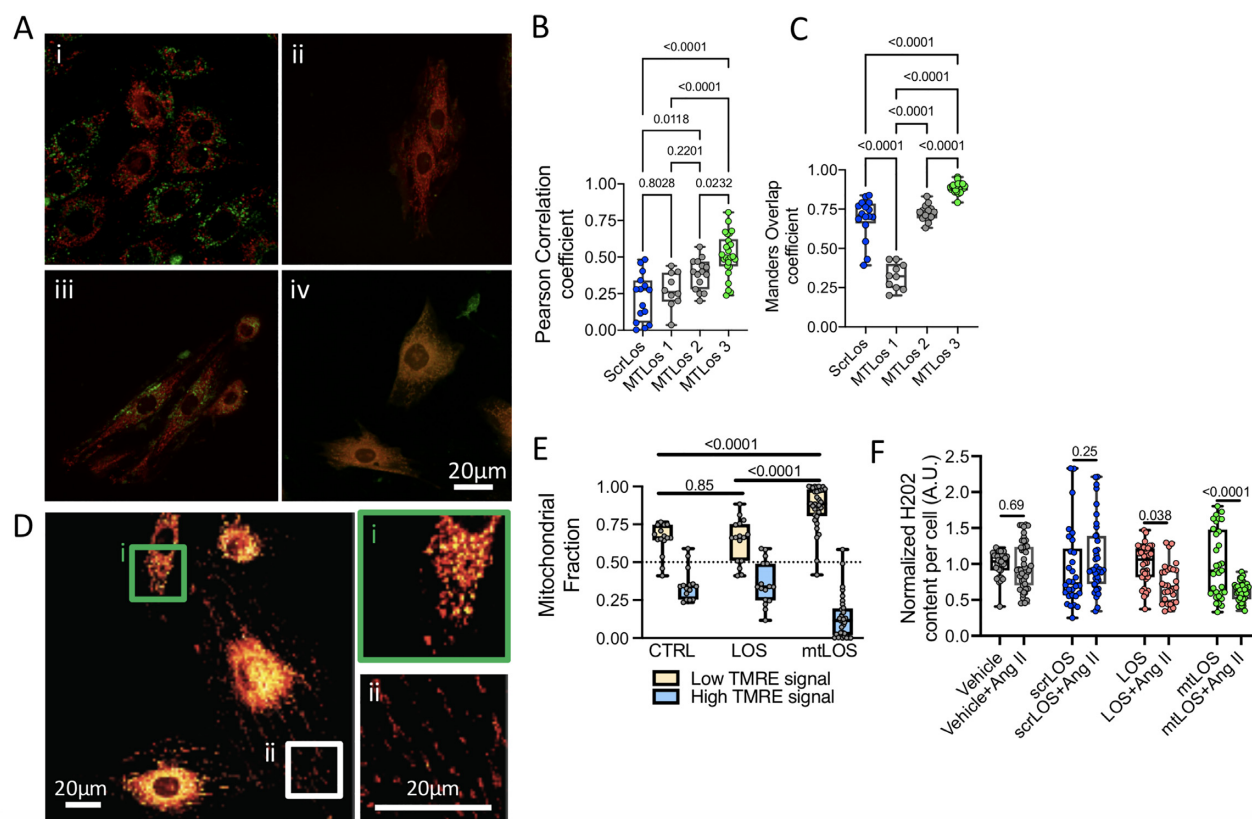 A
i
ii
iii
iv
20µm
B
<0.0001
<0.0001
0.0118
0.2201
0.8028
0.0232
1.00
0.75
0.50
0.25
0.00
Pearson Correlation
coefficient
ScrLos
MTLos 1
MTLos 2
MTLos 3
C
<0.0001
<0.0001
<0.0001
<0.0001
<0.0001
1.00
0.75
0.50
0.25
0.00
Manders Overlap
coefficient
ScrLos
MTLos 1
MTLos 2
MTLos 3
D
i
ii
20µm
i
ii
20µm
E
<0.0001
<0.0001
0.85
1.00
0.75
0.50
0.25
0.00
Mitochondrial
Fraction
CTRL
LOS
mtLOS
Low TMRE signal
High TMRE signal
F
0.25
0.69
0.038
<0.0001
2.5
2.0
1.5
1.0
0.5
0.0
Normalized H202
content per cell (A.U.)
Vehicle
Vehicle+Ang II
scrLOS
scrLOS+Ang II
LOS
LOS+Ang II
mtLOS
mtLOS+Ang II